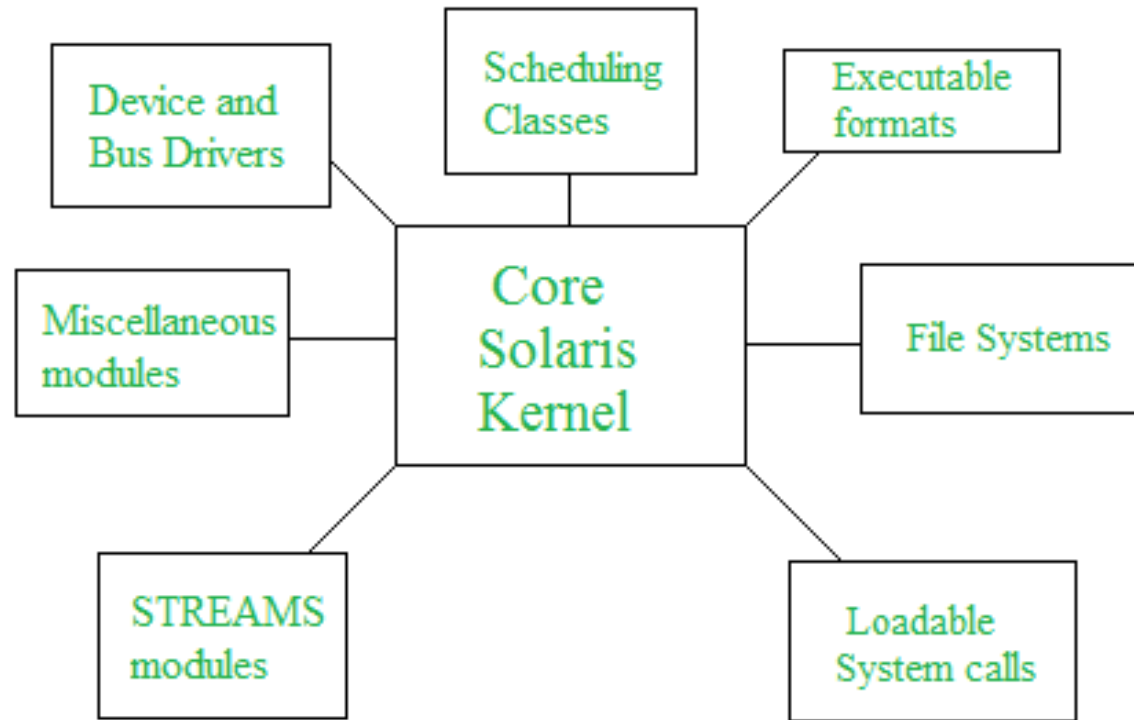 Device and
Bus Drivers
Scheduling
Classes
Executable
formats
Miscellaneous
modules
Core
Solaris
Kernel
File Systems
STREAMS
modules
Loadable
System calls